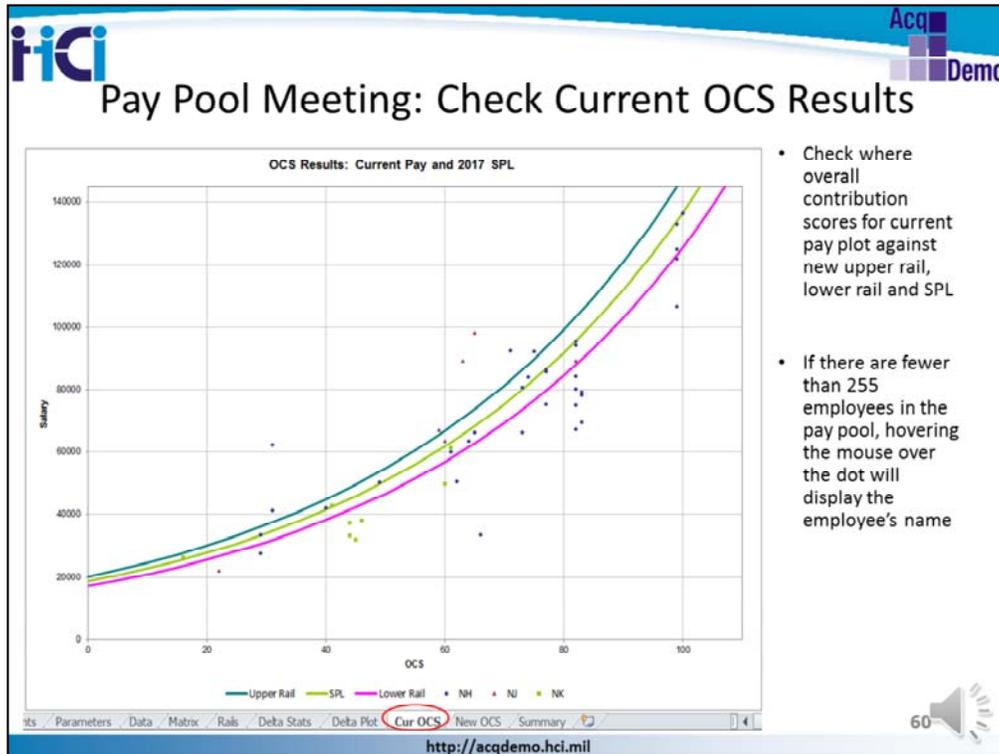 HCi
Acq
Demo
Pay Pool Meeting: Check Current OCS Results
OCS Results: Current Pay and 2017 SPL
140000
120000
100000
80000
60000
40000
20000
0
Salary
0 20 40 60 80 100
OCS
Upper Rail SPL Lower Rail NH NJ NK
nts Parameters Data Matrix Rails Delta Stats Delta Plot Cur OCS New OCS Summary
• Check where
overall
contribution
scores for current
pay plot against
new upper rail,
lower rail and SPL
• If there are fewer
than 255
employees in the
pay pool, hovering
the mouse over
the dot will
display the
employee's name
60
http://acqdemo.hci.mil